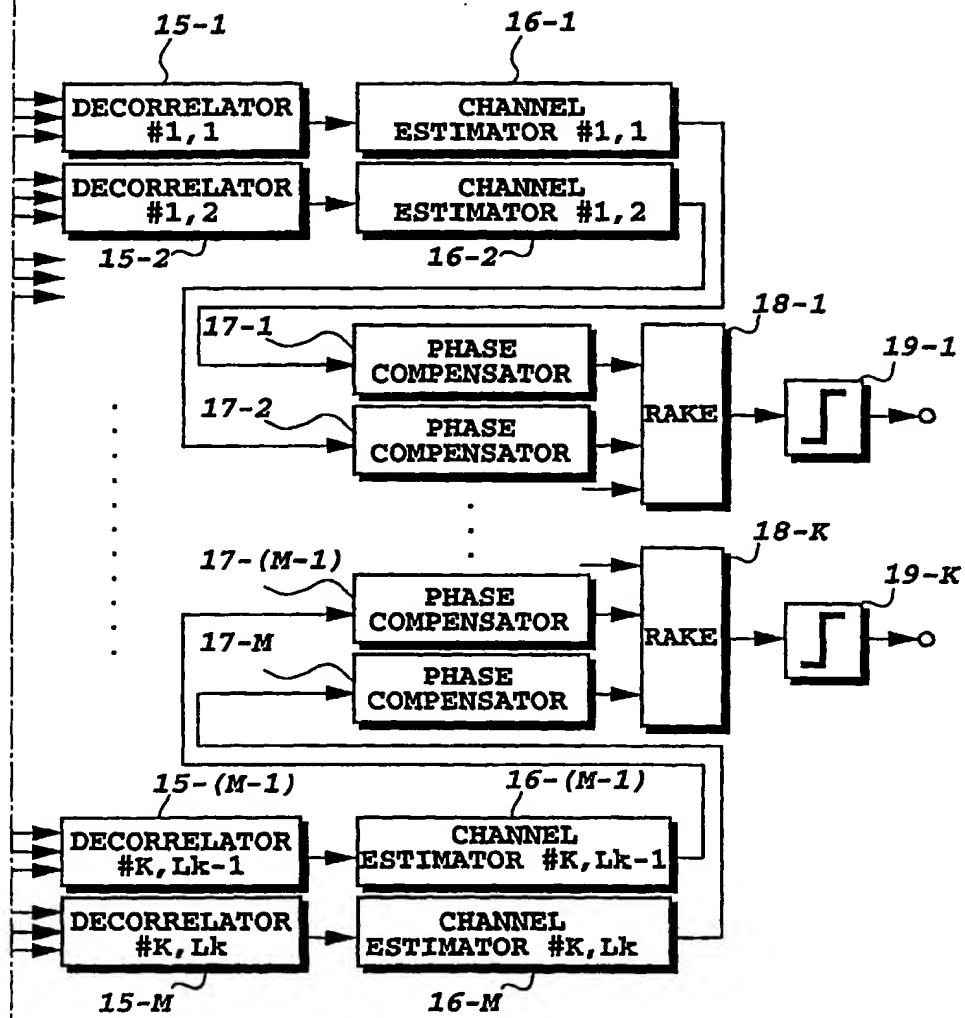 15-1
16-1
DECORRELATOR
#1,1
CHANNEL
ESTIMATOR #1,1
DECORRELATOR
#1,2
CHANNEL
ESTIMATOR #1,2
15-2
16-2
17-1
PHASE
COMPENSATOR
18-1
19-1
17-2
PHASE
COMPENSATOR
RAKE
18-K
17-(M-1)
PHASE
COMPENSATOR
19-K
17-M
PHASE
COMPENSATOR
RAKE
15-(M-1)
16-(M-1)
DECORRELATOR
#K,Lk-1
CHANNEL
ESTIMATOR #K,Lk-1
DECORRELATOR
#K,Lk
CHANNEL
ESTIMATOR #K,Lk
15-M
16-M